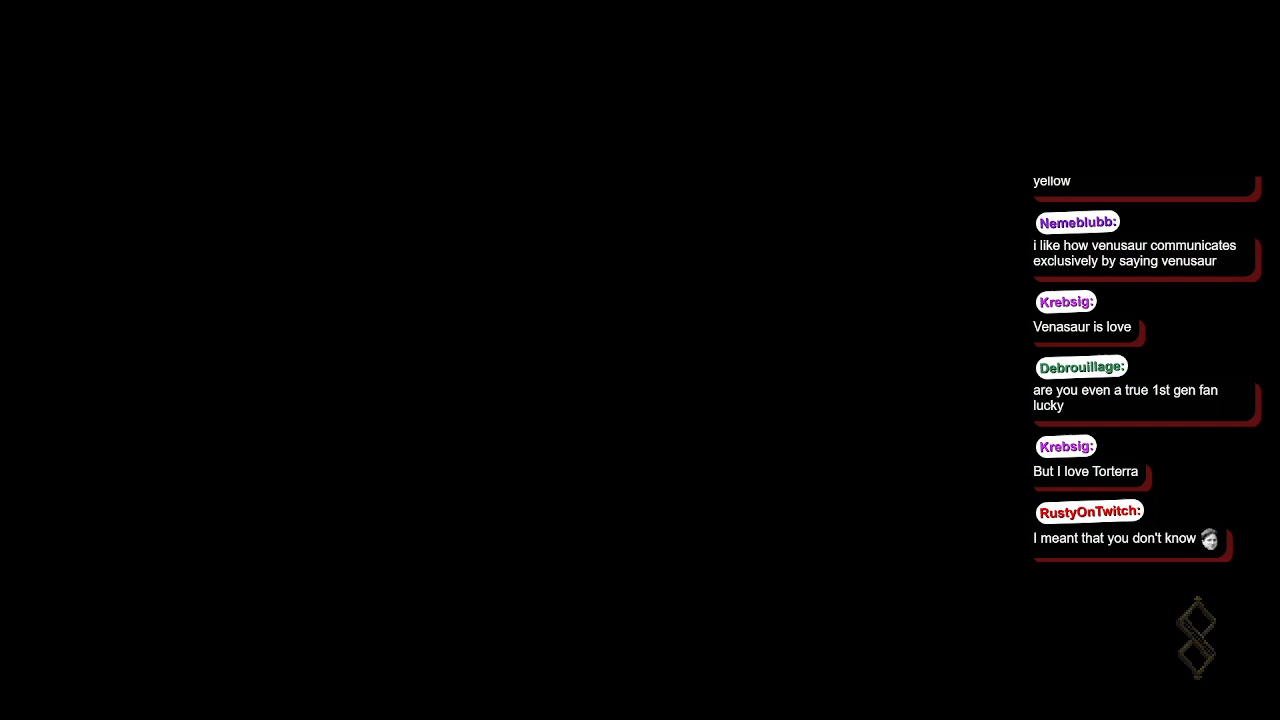 yellow
Nemeblubb:
i like how venusaur communicates
exclusively by saying venusaur
Krebsig:
Venasaur is love
Debrouillage:
are you even a true 1st gen fan
lucky
Krebsig:
But I love Torterra
RustyOnTwitch:
I meant that you don't know